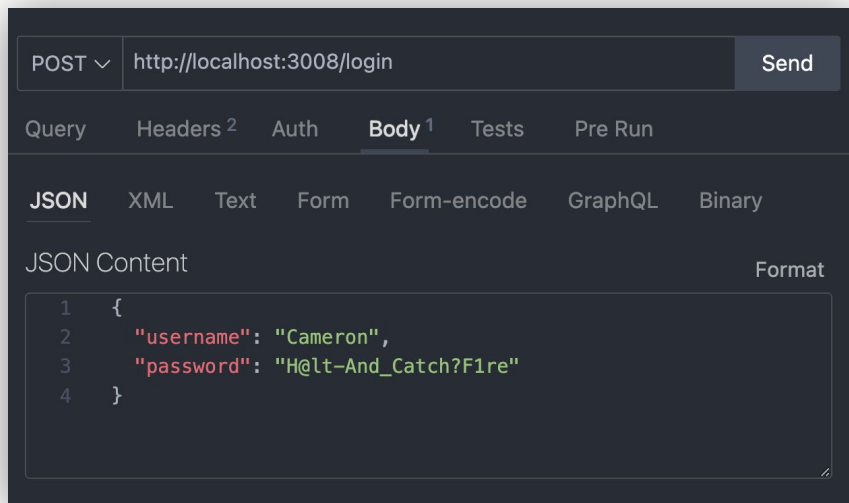 POST http://localhost:3008/login Send
Query Headers 2 Auth Body 1 Tests Pre Run
JSON XML Text Form Form-encode GraphQL Binary
JSON Content
Format
1 {
2 "username": "Cameron",
3 "password": "H@lt-And_Catch?F1re"
4 }